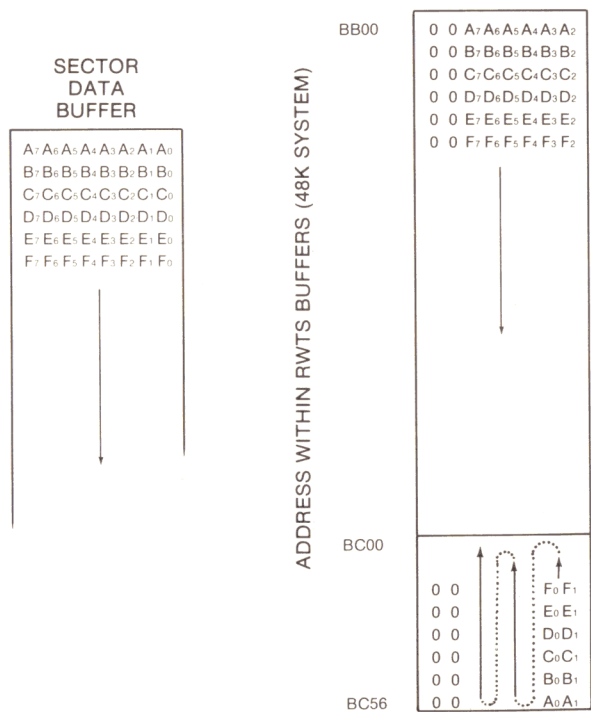 SECTOR
DATA
BUFFER
A7 A6 A5 A4 A3 A2 A1 A0
B7 B6 B5 B4 B3 B2 B1 B0
C7 C6 C5 C4 C3 C2 C1 C0
D7 D6 D5 D4 D3 D2 D1 D0
E7 E6 E5 E4 E3 E2 E1 E0
F7 F6 F5 F4 F3 F2 F1 F0
ADDRESS WITHIN RWTS BUFFERS (48K SYSTEM)
BB00
0 0 A7 A6 A5 A4 A3 A2
0 0 B7 B6 B5 B4 B3 B2
0 0 C7 C6 C5 C4 C3 C2
0 0 D7 D6 D5 D4 D3 D2
0 0 E7 E6 E5 E4 E3 E2
0 0 F7 F6 F5 F4 F3 F2
BC00
0 0 F0 F1
0 0 E0 E1
0 0 D0 D1
0 0 C0 C1
0 0 B0 B1
BC56
0 0 A0 A1